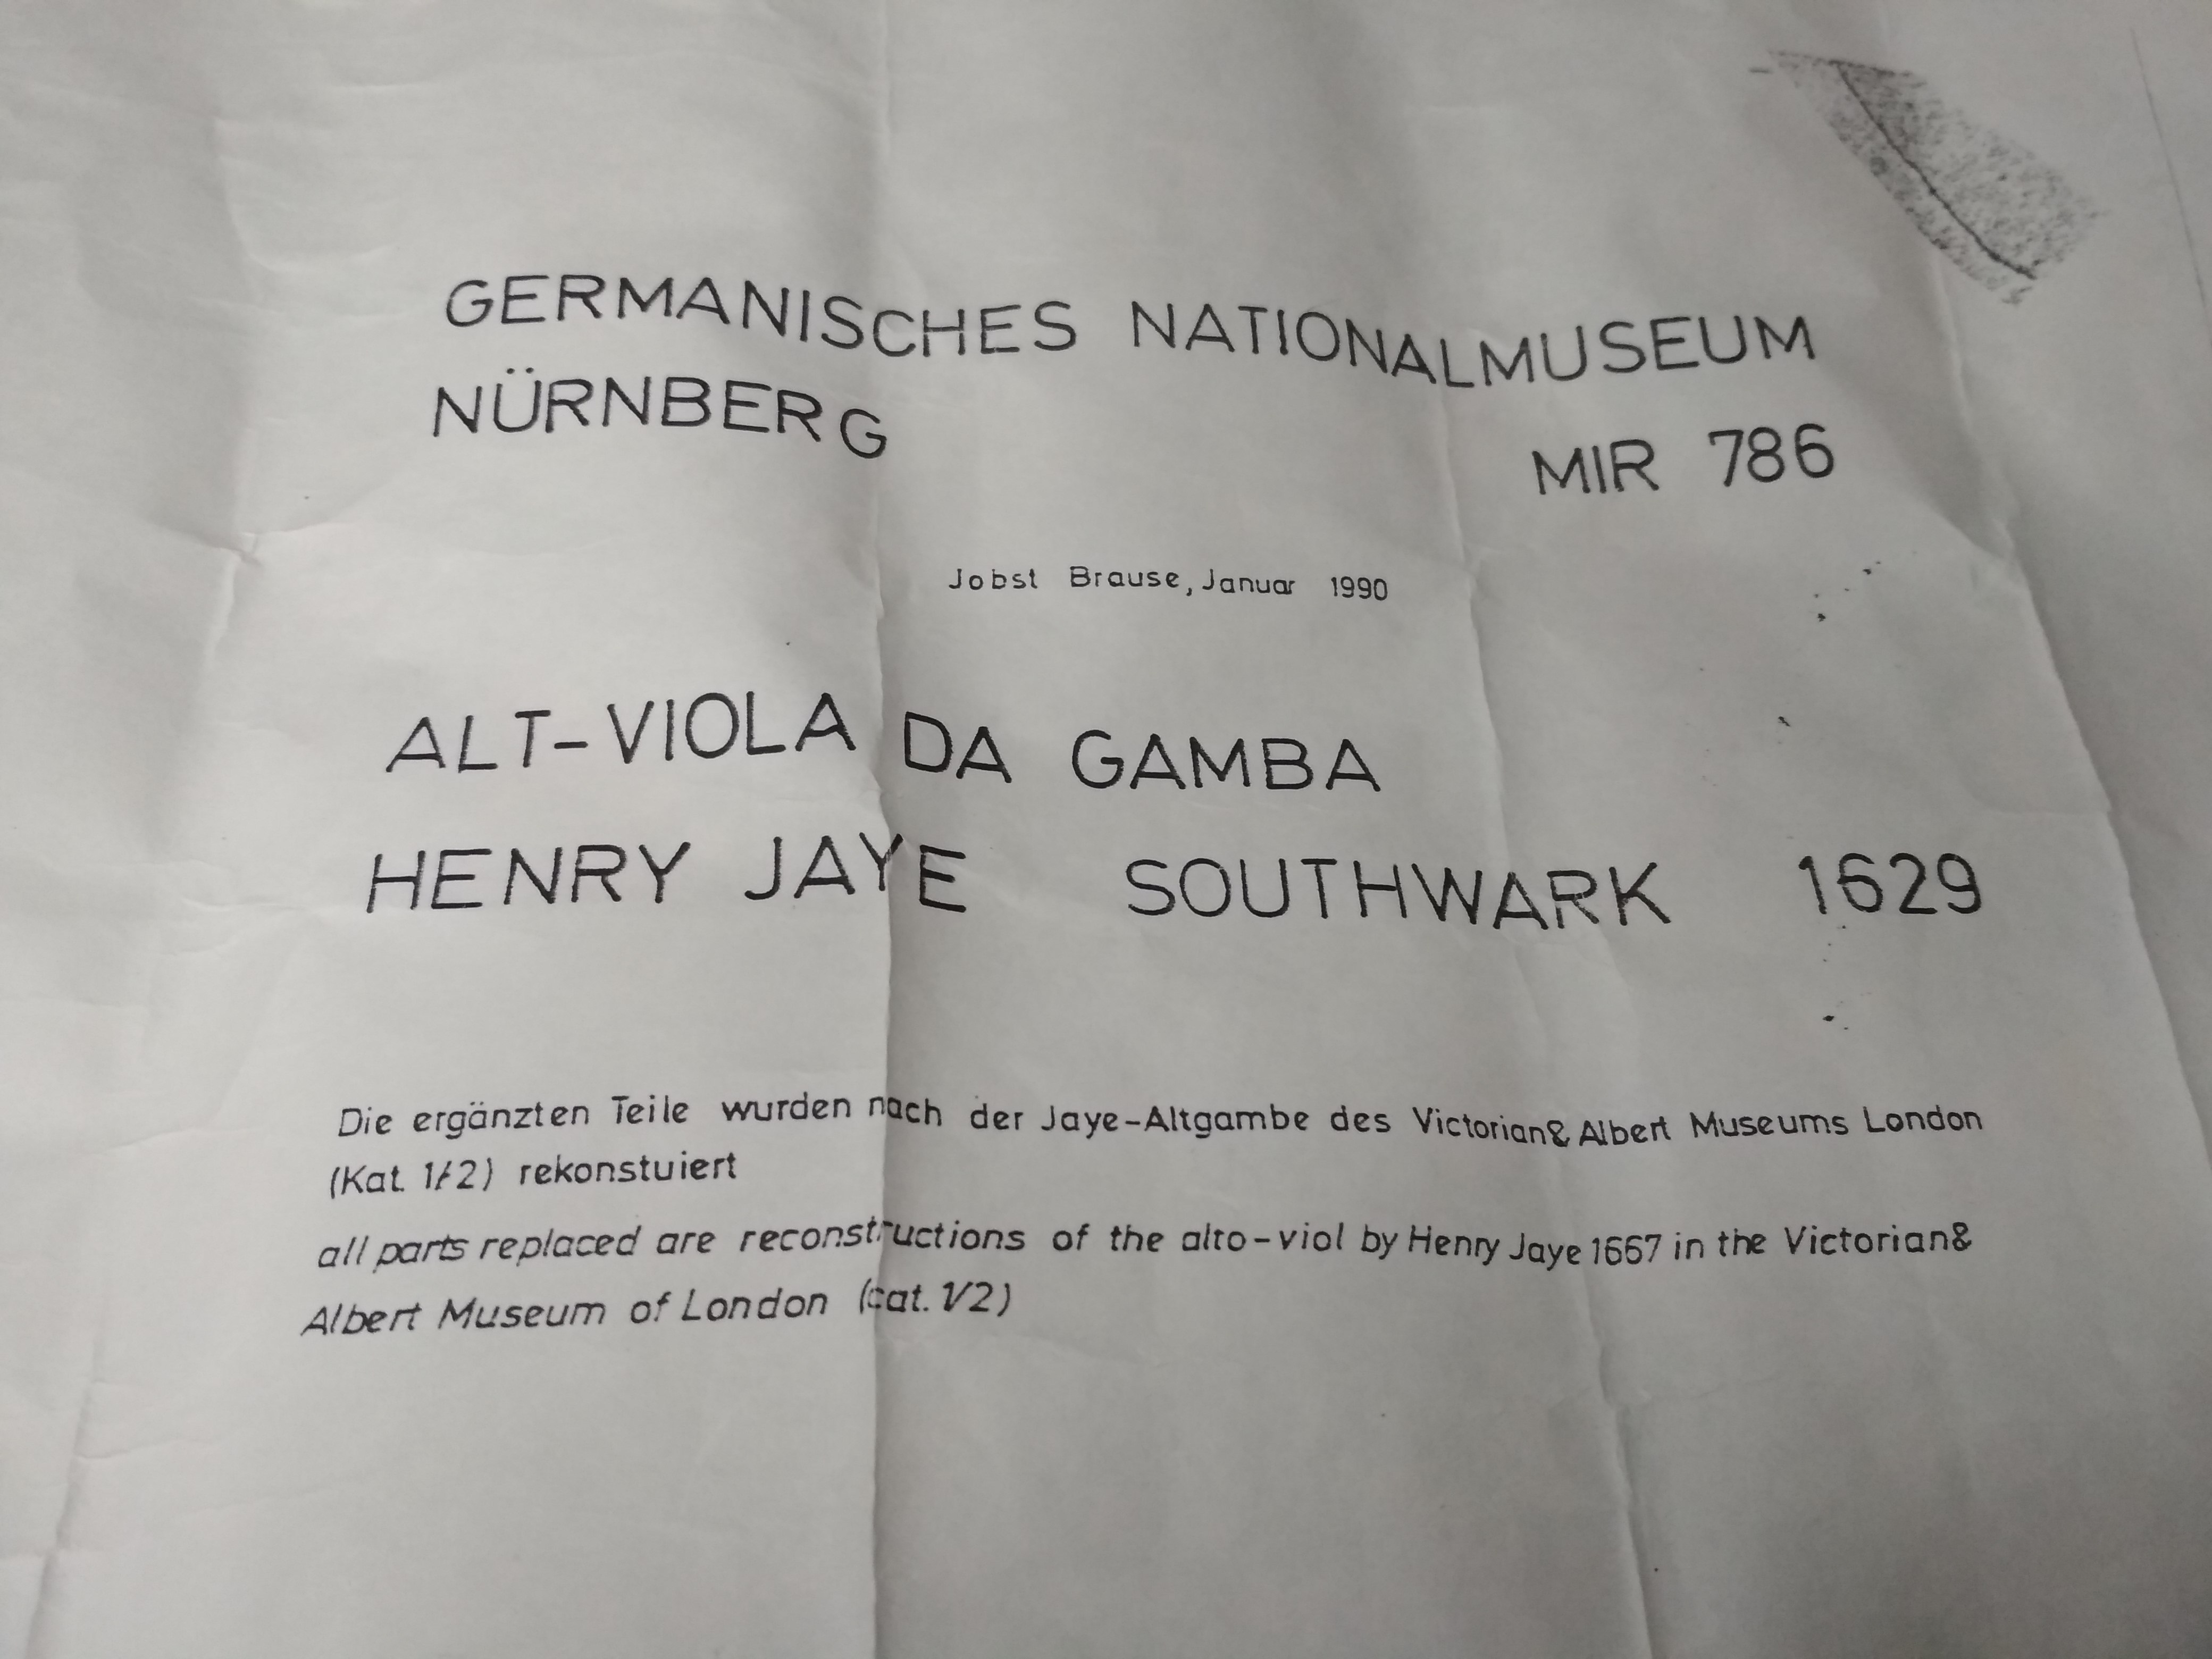 GERMANISCHES NATIONALMUSEUM
NÜRNBERG
MIR 786
Jobst Brause, Januar 1990
ALT-VIOLA DA GAMBA
HENRY JAYE SOUTHWARK 1629
Die ergänzten Teile wurden nach der Jaye-Altgambe des Victorian& Albert Museums London
(Kat. 1/2) rekonstuiert
all parts replaced are reconstructions of the alto-viol by Henry Jaye 1667 in the Victorian&
Albert Museum of London (cat. 1/2)